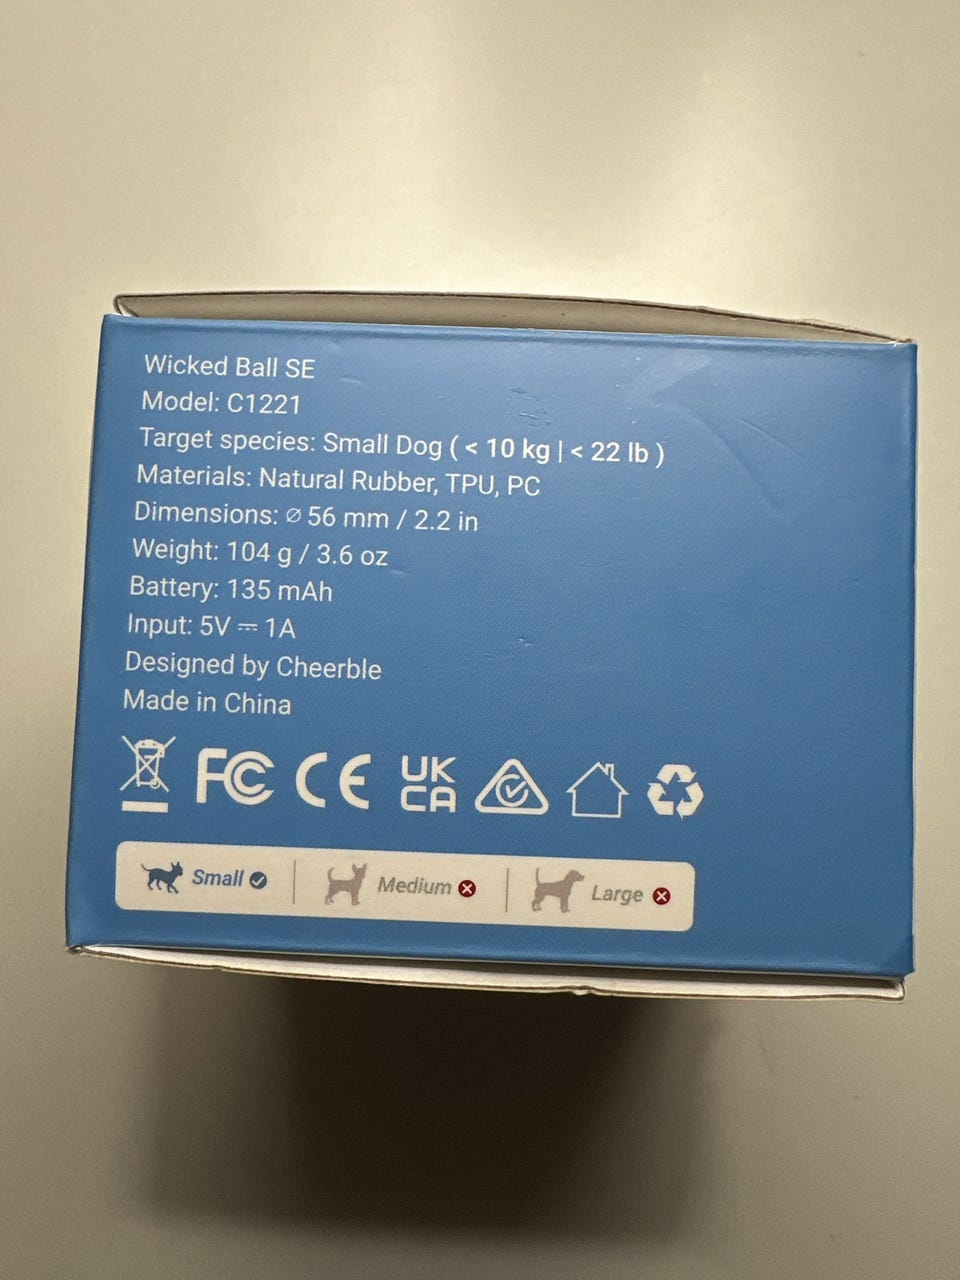 Wicked Ball SE
Model: C1221
Target species: Small Dog ( < 10 kg | < 22 lb )
Materials: Natural Rubber, TPU, PC
Dimensions: ⌀ 56 mm / 2.2 in
Weight: 104 g / 3.6 oz
Battery: 135 mAh
Input: 5V ⎓ 1A
Designed by Cheerble
Made in China
FC CE UK CA
Small Medium Large